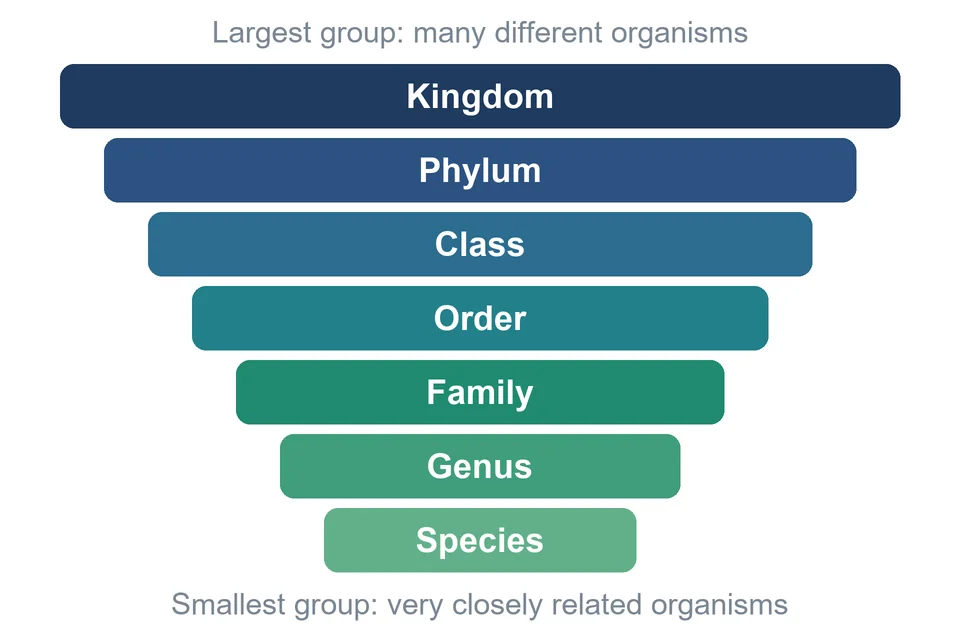 Largest group: many different organisms
Kingdom
Phylum
Class
Order
Family
Genus
Species
Smallest group: very closely related organisms